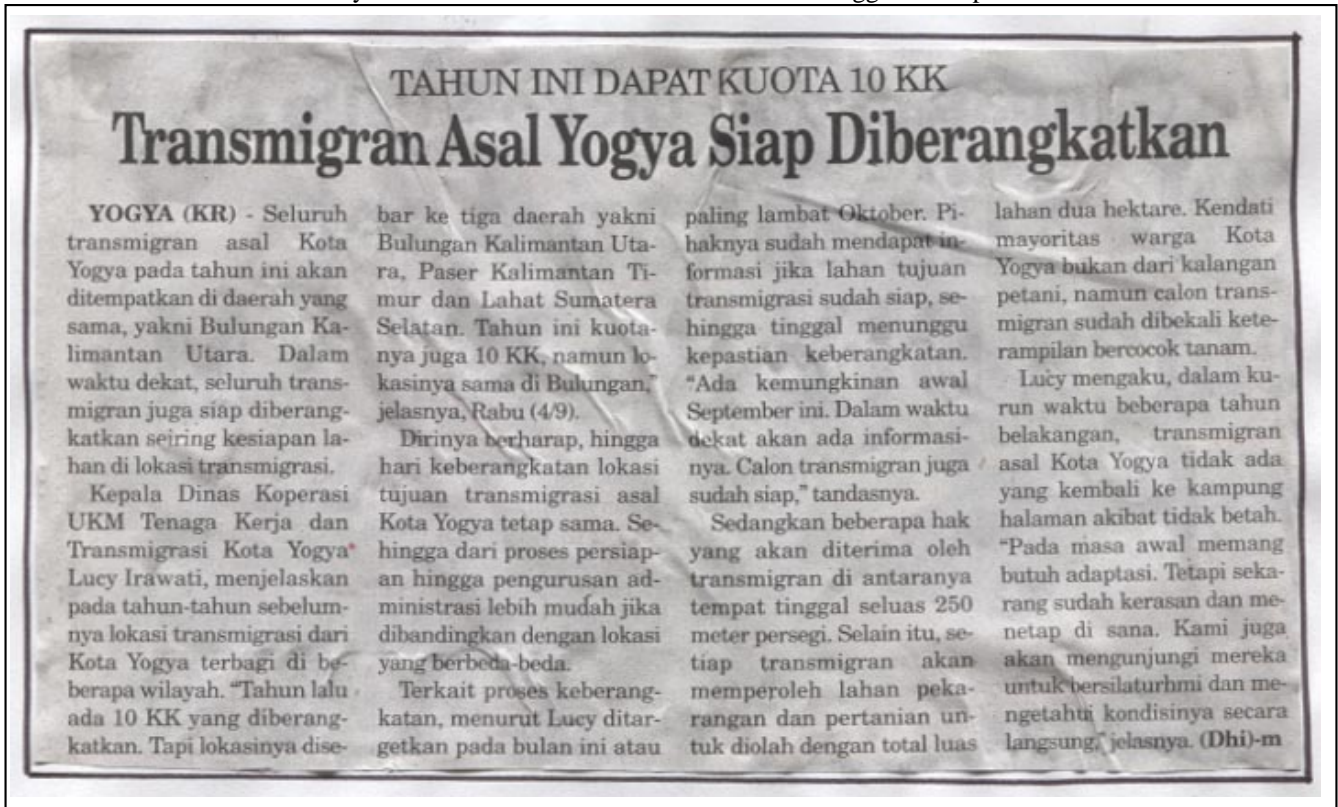 TAHUN INI DAPAT KUOTA 10 KK
Transmigran Asal Yogya Siap Diberangkatkan
YOGYA (KR) - Seluruh
transmigran asal Kota
Yogya pada tahun ini akan
ditempatkan di daerah yang
sama, yakni Bulungan Ka-
limantan Utara. Dalam
waktu dekat, seluruh trans-
migran juga siap diberang-
katkan seiring kesiapan la-
han di lokasi transmigrasi.
Kepala Dinas Koperasi
UKM Tenaga Kerja dan
Transmigrasi Kota Yogya
Lucy Irawati, menjelaskan
pada tahun-tahun sebelum-
nya lokasi transmigrasi dari
Kota Yogya terbagi di be-
berapa wilayah. "Tahun lalu
ada 10 KK yang diberang-
katkan. Tapi lokasinya dise-
bar ke tiga daerah yakni
Bulungan Kalimantan Uta-
ra, Paser Kalimantan Ti-
mur dan Lahat Sumatera
Selatan. Tahun ini kuota-
nya juga 10 KK, namun lo-
kasinya sama di Bulungan,"
jelasnya, Rabu (4/9).
Dirinya berharap, hingga
hari keberangkatan lokasi
tujuan transmigrasi asal
Kota Yogya tetap sama. Se-
hingga dari proses persiap-
an hingga pengurusan ad-
ministrasi lebih mudah jika
dibandingkan dengan lokasi
yang berbeda-beda.
Terkait proses keberang-
katan, menurut Lucy ditar-
getkan pada bulan ini atau
paling lambat Oktober. Pi-
haknya sudah mendapat in-
formasi jika lahan tujuan
transmigrasi sudah siap, se-
hingga tinggal menunggu
kepastian keberangkatan.
"Ada kemungkinan awal
September ini. Dalam waktu
dekat akan ada informasi-
nya. Calon transmigran juga
sudah siap," tandasnya.
Sedangkan beberapa hak
yang akan diterima oleh
transmigran di antaranya
tempat tinggal seluas 250
meter persegi. Selain itu, se-
tiap transmigran akan
memperoleh lahan peka-
rangan dan pertanian un-
tuk diolah dengan total luas
lahan dua hektare. Kendati
mayoritas warga Kota
Yogya bukan dari kalangan
petani, namun calon trans-
migran sudah dibekali kete-
rampilan bercocok tanam.
Lucy mengaku, dalam ku-
run waktu beberapa tahun
belakangan, transmigran
asal Kota Yogya tidak ada
yang kembali ke kampung
halaman akibat tidak betah.
"Pada masa awal memang
butuh adaptasi. Tetapi seka-
rang sudah kerasan dan me-
netap di sana. Kami juga
akan mengunjungi mereka
untuk bersilaturhmi dan me-
ngetahui kondisinya secara
langsung," jelasnya. (Dhi)-m